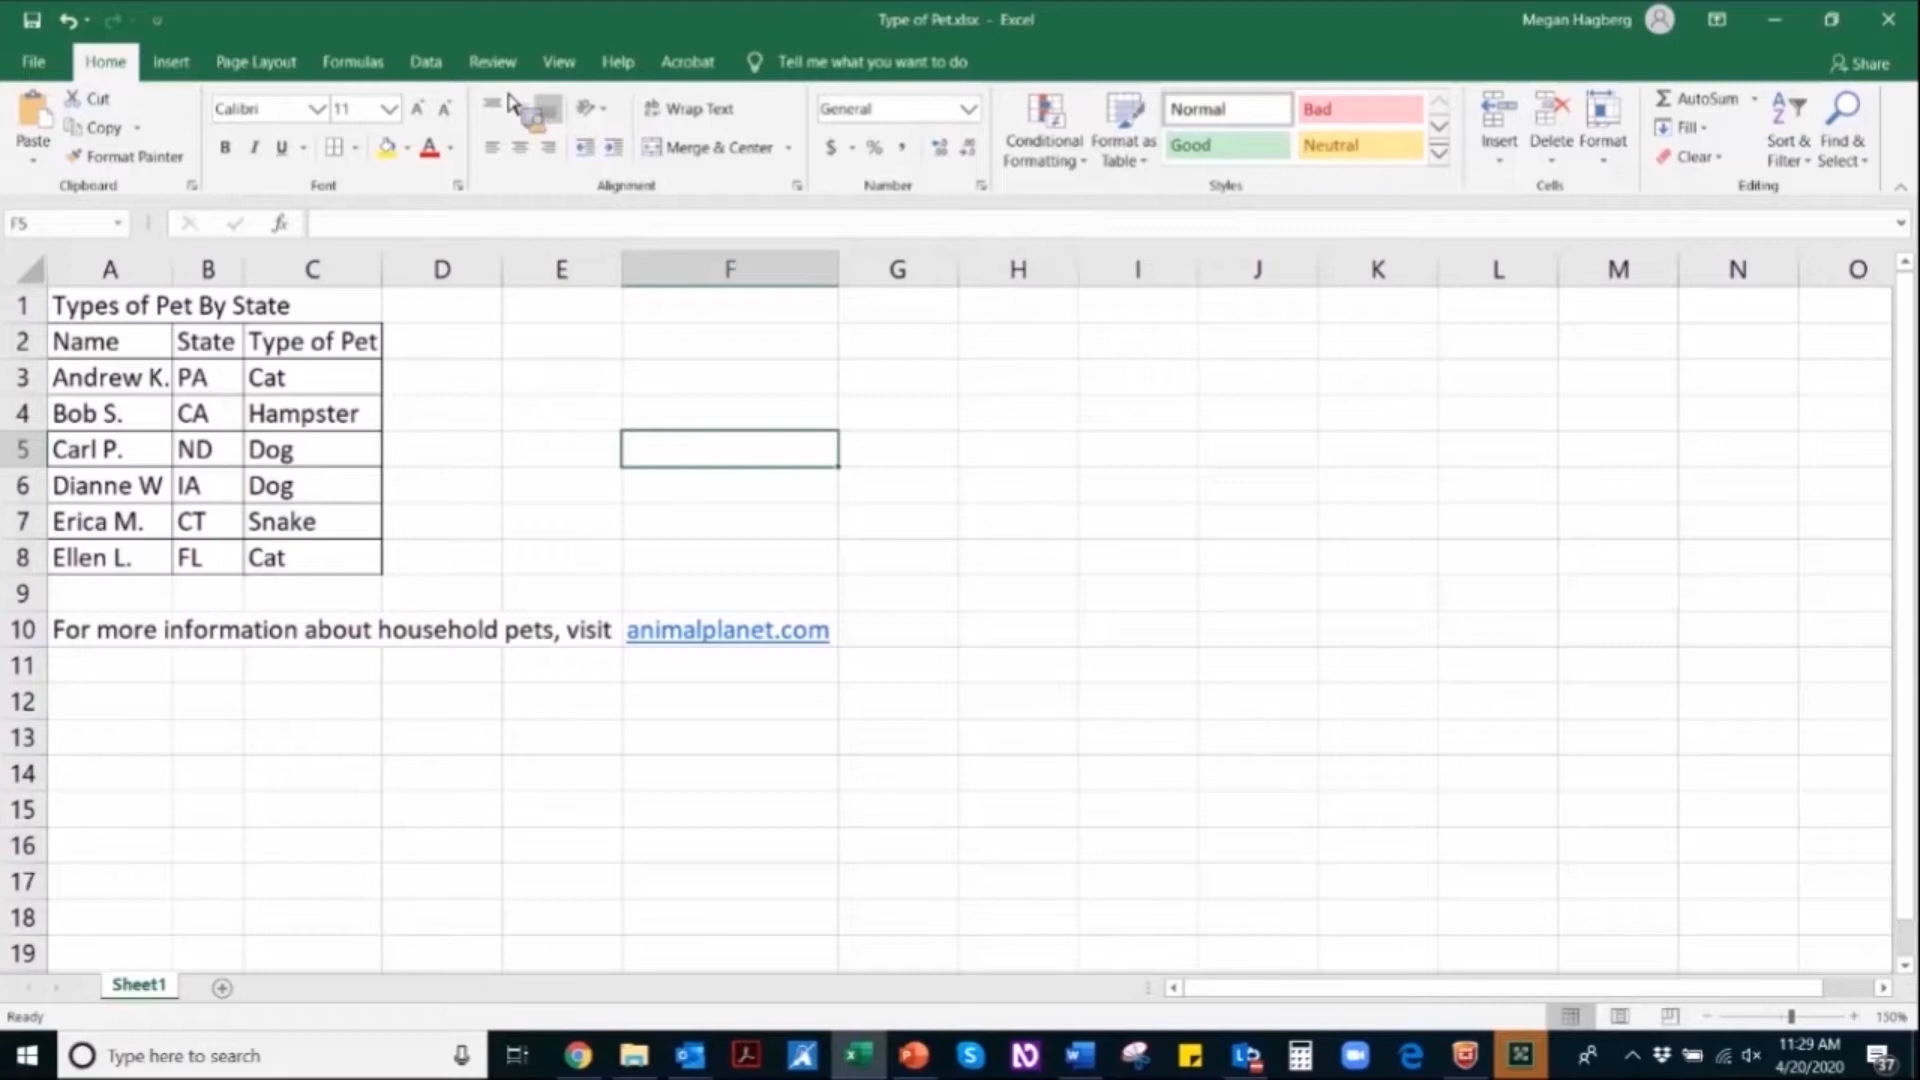 Type of Pet.xlsx - Excel
Megan Hagberg
File Home Insert Page Layout Formulas Data Review View Help Acrobat Tell me what you want to do Share
Paste
Cut
Copy
Format Painter
Clipboard
Calibri 11
B I U
Font
Wrap Text
Merge & Center
Alignment
General
$ % ,
Number
Conditional Formatting
Format as Table
Normal Bad
Good Neutral
Styles
Insert Delete Format
Cells
AutoSum
Fill
Clear
Sort & Filter
Find & Select
Editing
F5 fx
A B C D E F G H I J K L M N O
1 Types of Pet By State
2 Name State Type of Pet
3 Andrew K. PA Cat
4 Bob S. CA Hampster
5 Carl P. ND Dog
6 Dianne W IA Dog
7 Erica M. CT Snake
8 Ellen L. FL Cat
9
10 For more information about household pets, visit animalplanet.com
11
12
13
14
15
16
17
18
19
Sheet1
Ready
150%
Type here to search
11:29 AM
4/20/2020
37